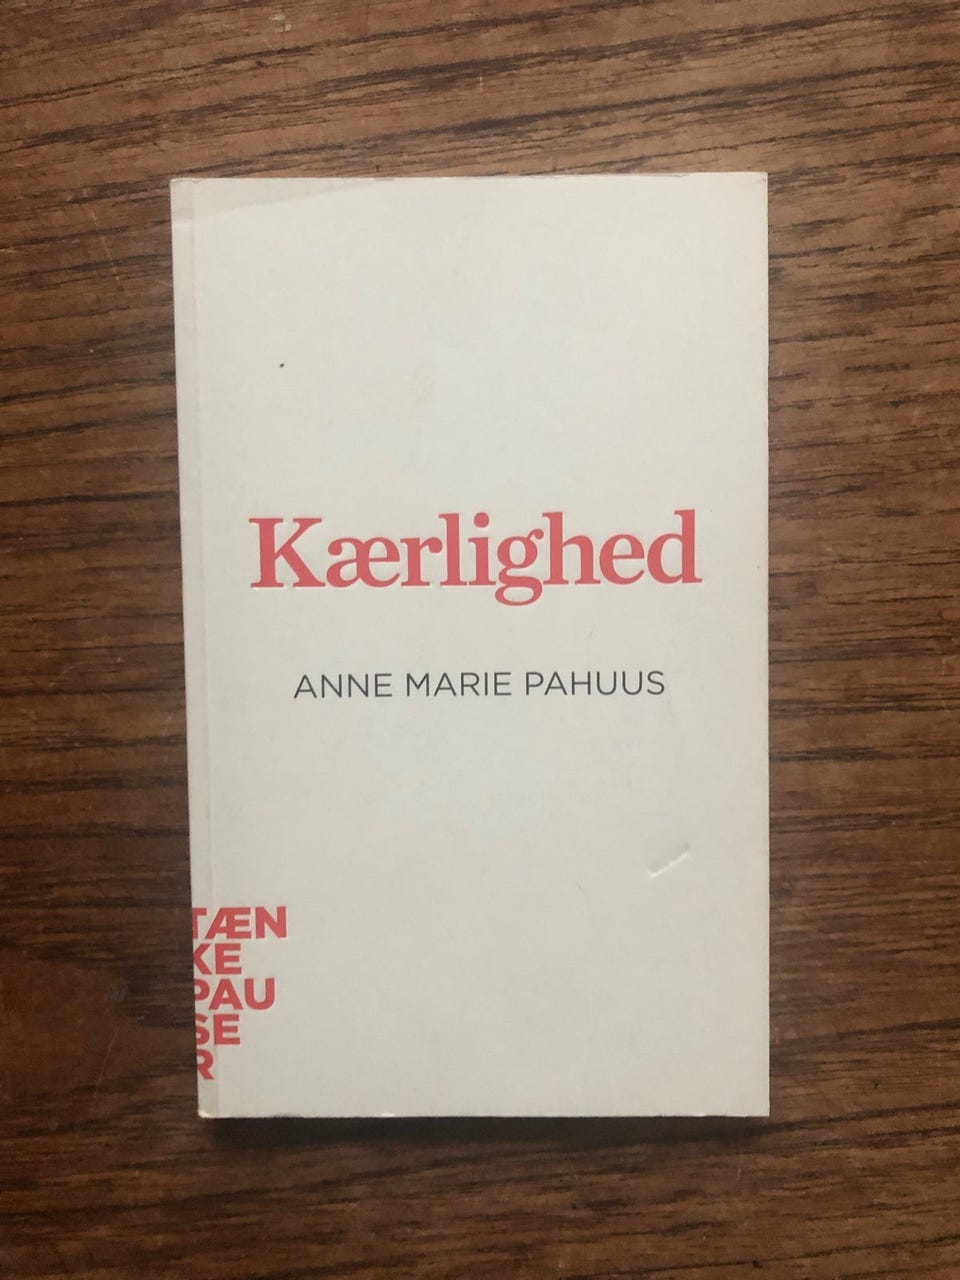 Kærlighed
ANNE MARIE PAHUUS
TÆN
KE
PAU
SE
R